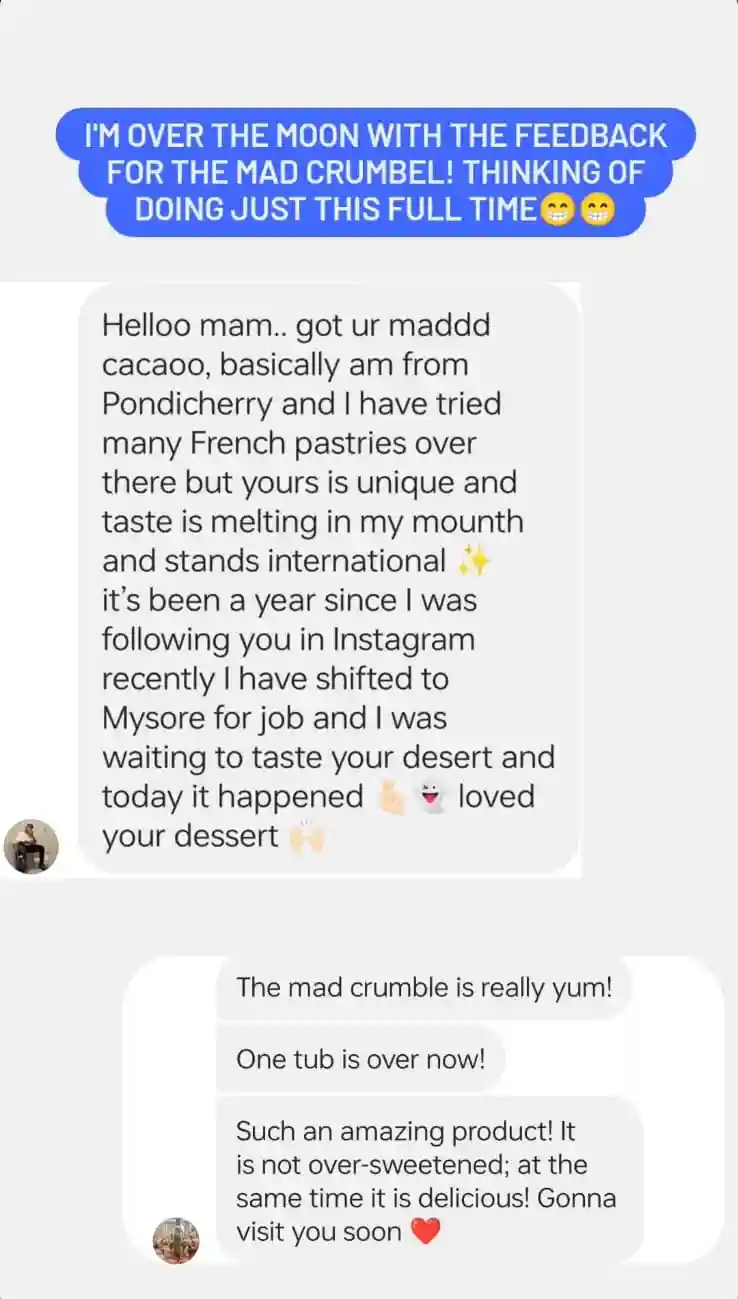 I'M OVER THE MOON WITH THE FEEDBACK
FOR THE MAD CRUMBEL! THINKING OF
DOING JUST THIS FULL TIME😁😁
Helloo mam.. got ur maddd
cacaoo, basically am from
Pondicherry and I have tried
many French pastries over
there but yours is unique and
taste is melting in my mounth
and stands international ✨
it’s been a year since I was
following you in Instagram
recently I have shifted to
Mysore for job and I was
waiting to taste your desert and
today it happened 🫰🏻👻 loved
your dessert 🙌🏻
The mad crumble is really yum!
One tub is over now!
Such an amazing product! It
is not over-sweetened; at the
same time it is delicious! Gonna
visit you soon ❤️